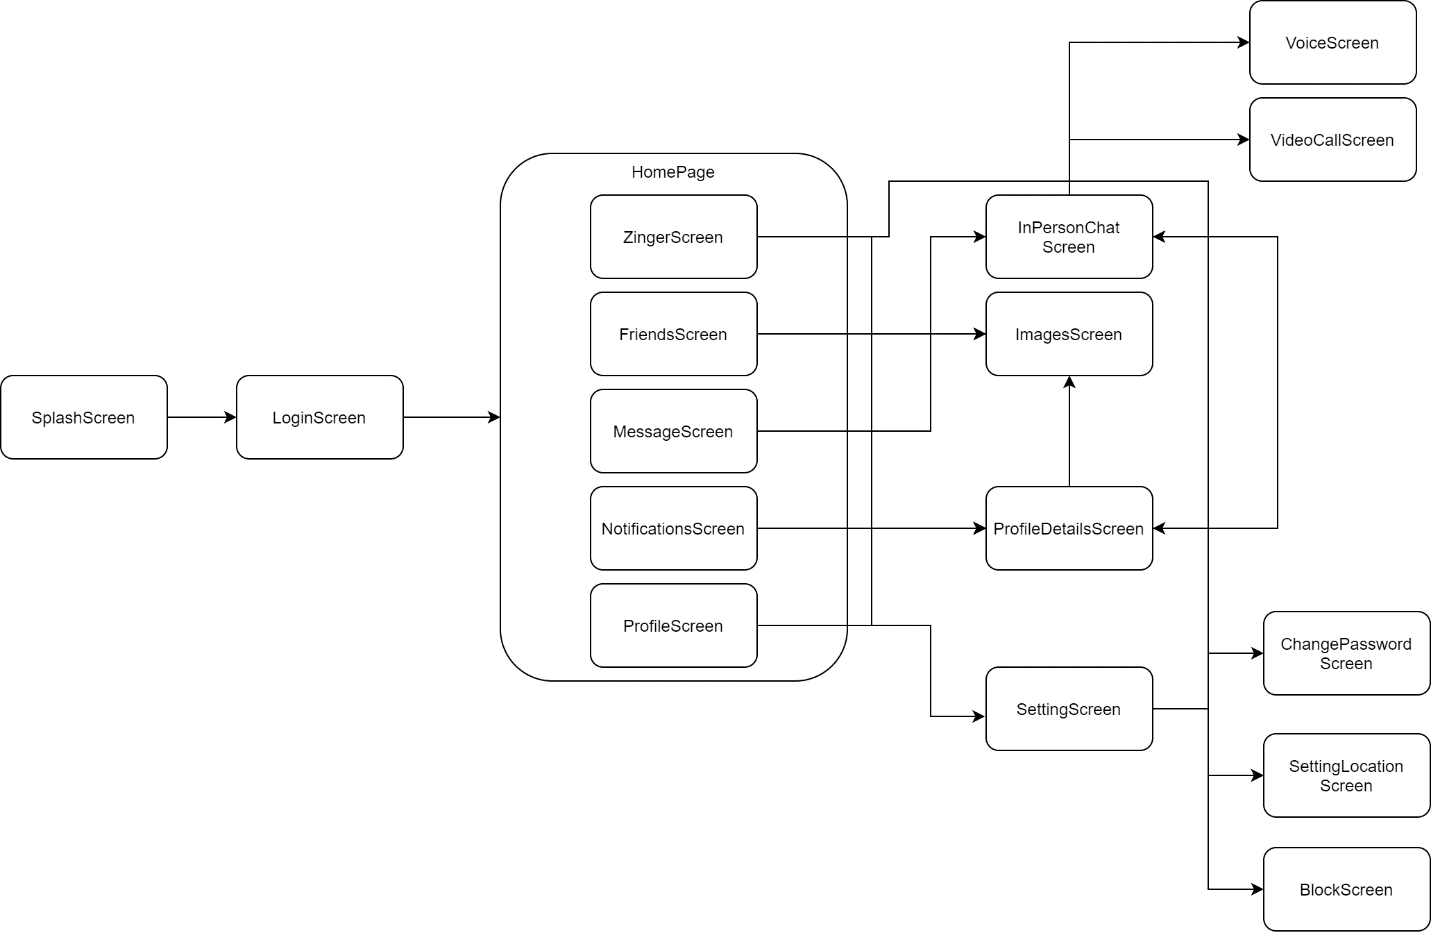 VoiceScreen
VideoCallScreen
HomePage
ZingerScreen
InPersonChat
Screen
FriendsScreen
ImagesScreen
SplashScreen
LoginScreen
MessageScreen
NotificationsScreen
ProfileDetailsScreen
ProfileScreen
ChangePassword
Screen
SettingScreen
SettingLocation
Screen
BlockScreen